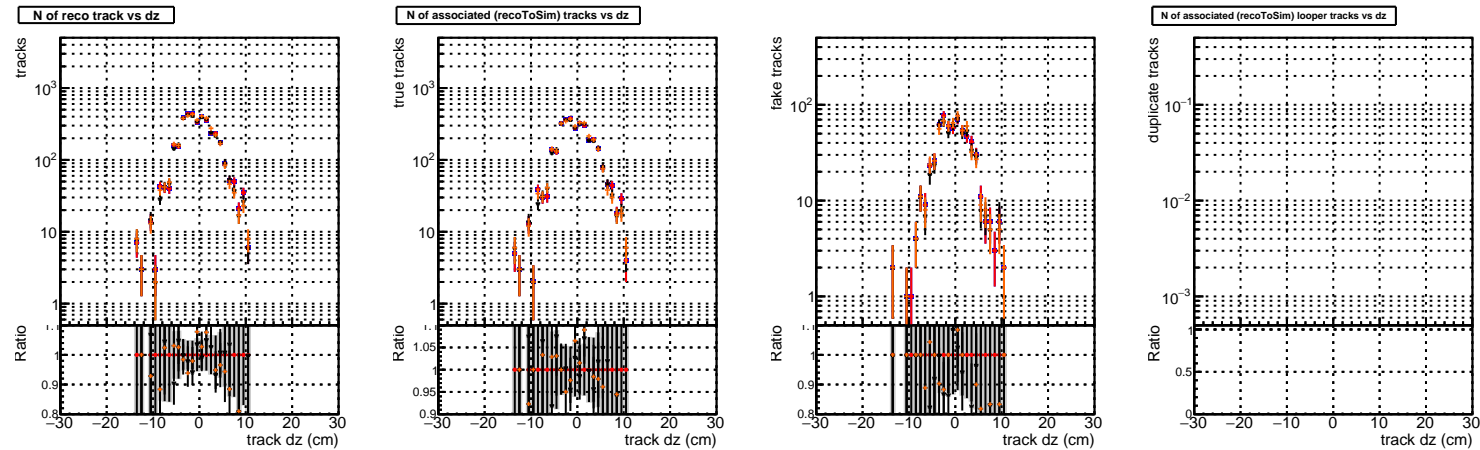 N of reco track vs dz
tracks
10³
10²
10
1
Ratio
1.1
1
0.9
0.8
−30 −20 −10 0 10 20 30
track dz (cm)
N of associated (recoToSim) tracks vs dz
true tracks
10³
10²
10
1
Ratio
1.05
1
0.95
0.9
−30 −20 −10 0 10 20 30
track dz (cm)
fake tracks
10²
10
1
Ratio
1.1
1
0.9
0.8
−30 −20 −10 0 10 20 30
track dz (cm)
N of associated (recoToSim) looper tracks vs dz
duplicate tracks
10⁻¹
10⁻²
10⁻³
Ratio
1
0.5
0
−30 −20 −10 0 10 20 30
track dz (cm)